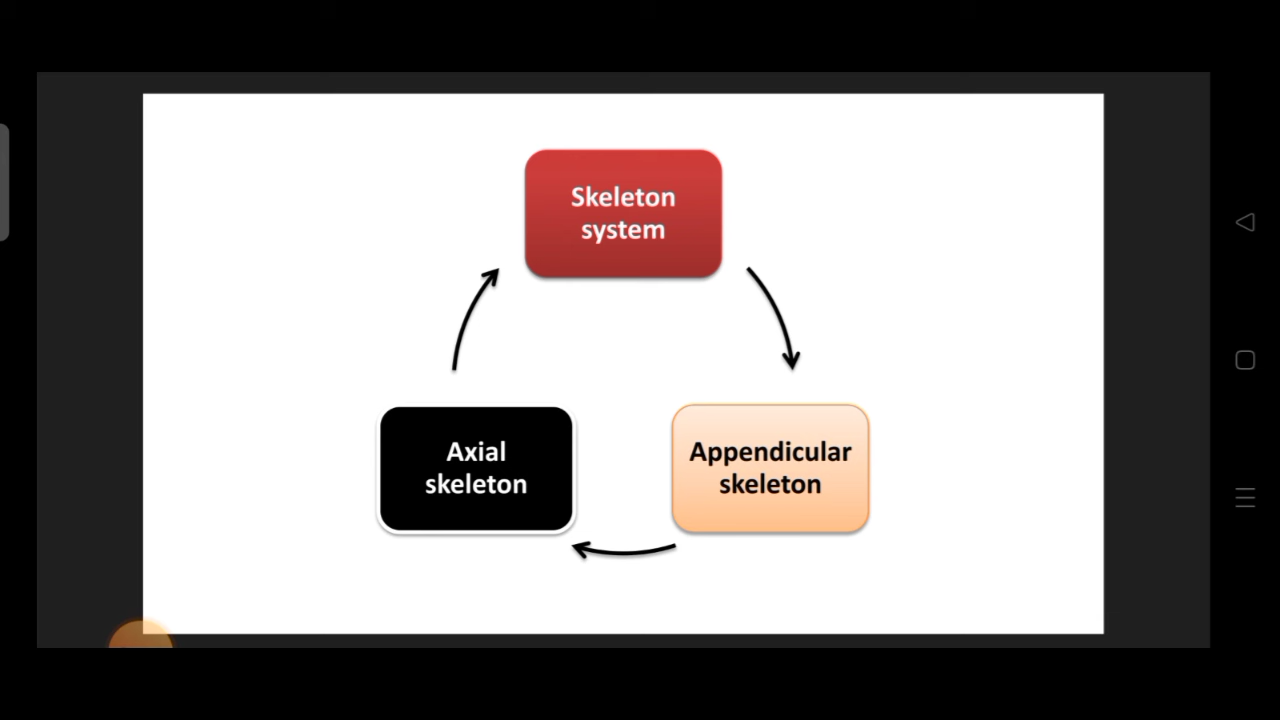 Skeleton
system
Axial
skeleton
Appendicular
skeleton